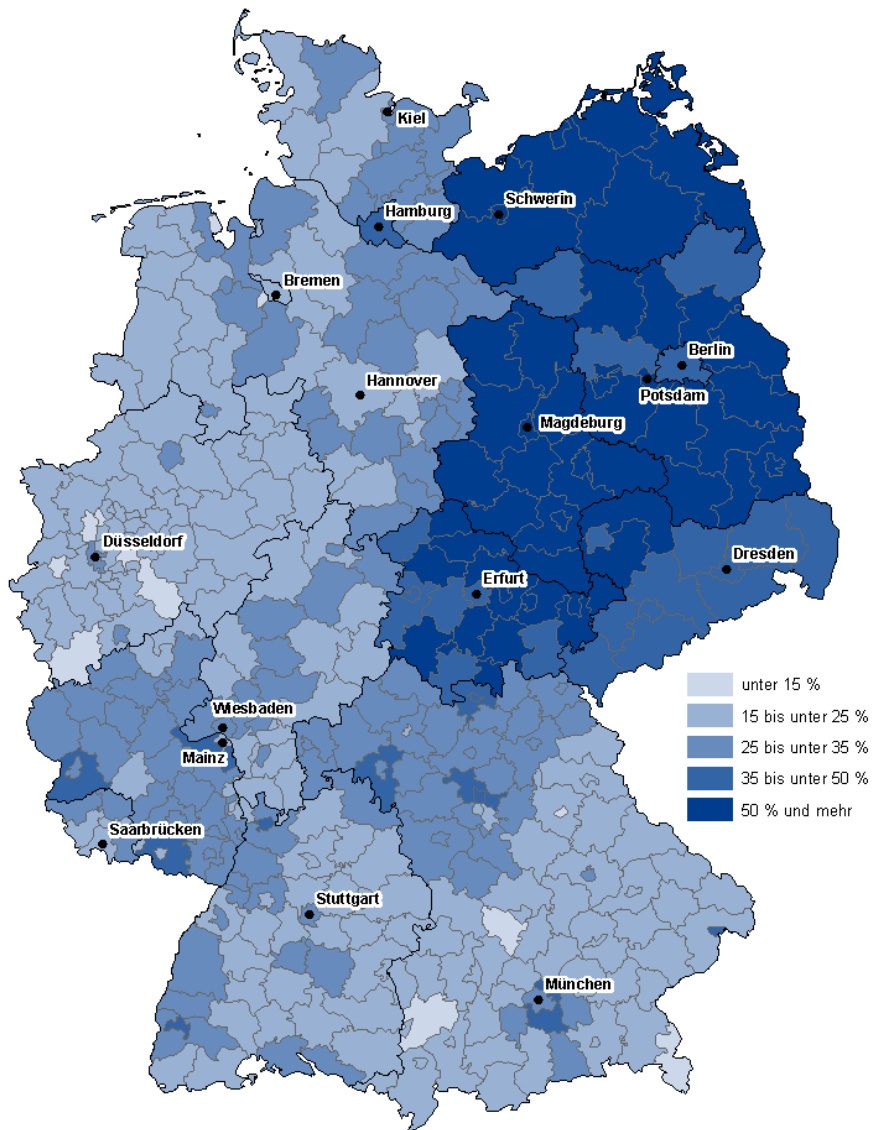 Kiel
Schwerin
Hamburg
Bremen
Berlin
Hannover
Potsdam
Magdeburg
Düsseldorf
Dresden
Erfurt
unter 15 %
Wiesbaden
15 bis unter 25 %
25 bis unter 35 %
Mainz
35 bis unter 50 %
50 % und mehr
Saarbrücken
Stuttgart
München